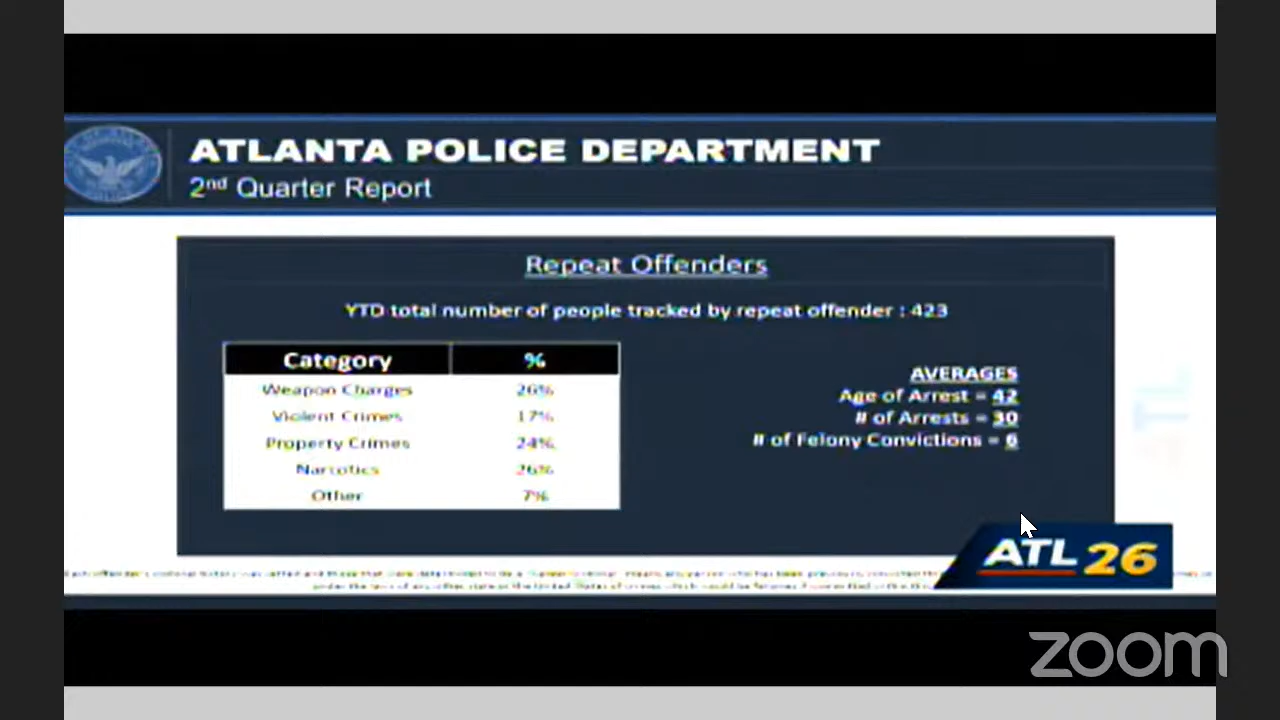 ATLANTA POLICE DEPARTMENT
2nd Quarter Report
Repeat Offenders
YTD total number of people tracked by repeat offender : 423
Category %
Weapon Charges 26%
Violent Crimes 17%
Property Crimes 24%
Narcotics 26%
Other 7%
AVERAGES
Age of Arrest = 42
# of Arrests = 30
# of Felony Convictions = 6
ATL 26
ATL
zoom